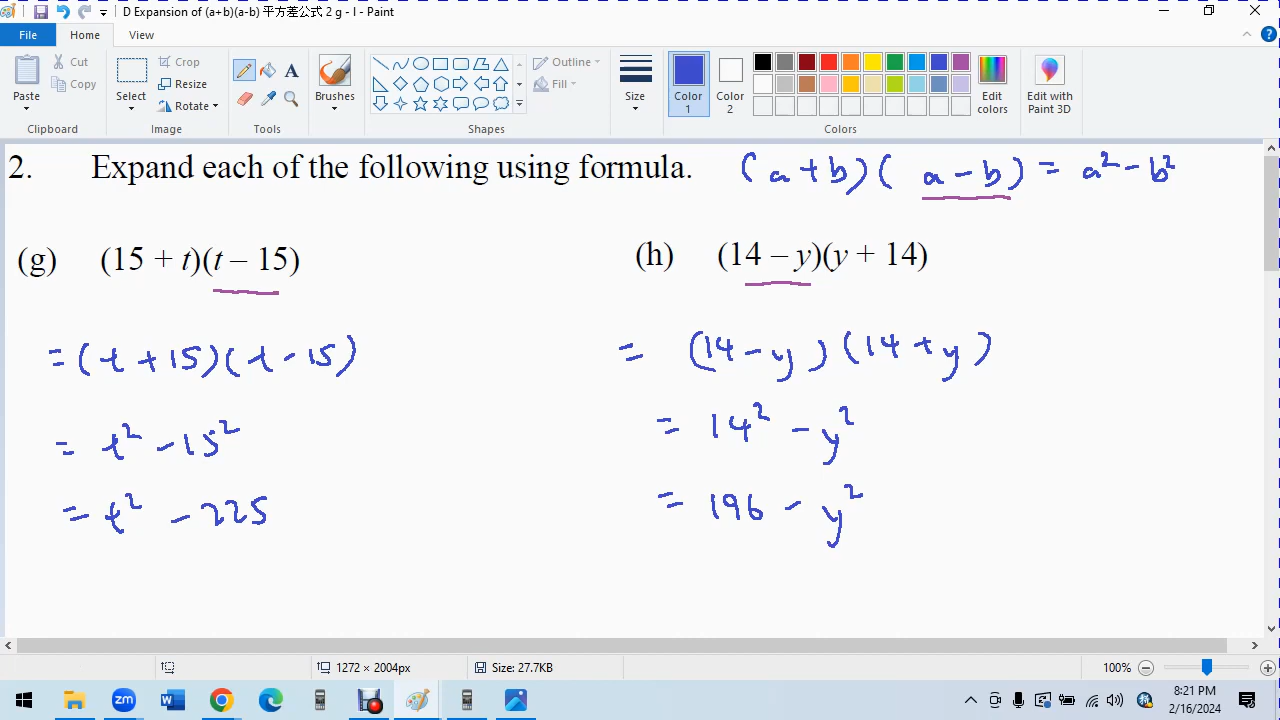 D Expansion of (a+b)(a-b) 平方差公式 2 g - l - Paint
File Home View
Paste Cut Copy Clipboard
Select Crop Resize Rotate Image
Tools
Brushes
Shapes Outline Fill
Size
Color 1 Color 2 Edit colors Edit with Paint 3D
Colors
2. Expand each of the following using formula. (a+b)(a-b) = a² - b²
(g) (15 + t)(t – 15) (h) (14 – y)(y + 14)
= (t + 15)(t - 15) = (14 - y)(14 + y)
= t² - 15² = 14² - y²
= t² - 225 = 196 - y²
1272 × 2004px Size: 27.7KB 100%
8:21 PM
2/16/2024